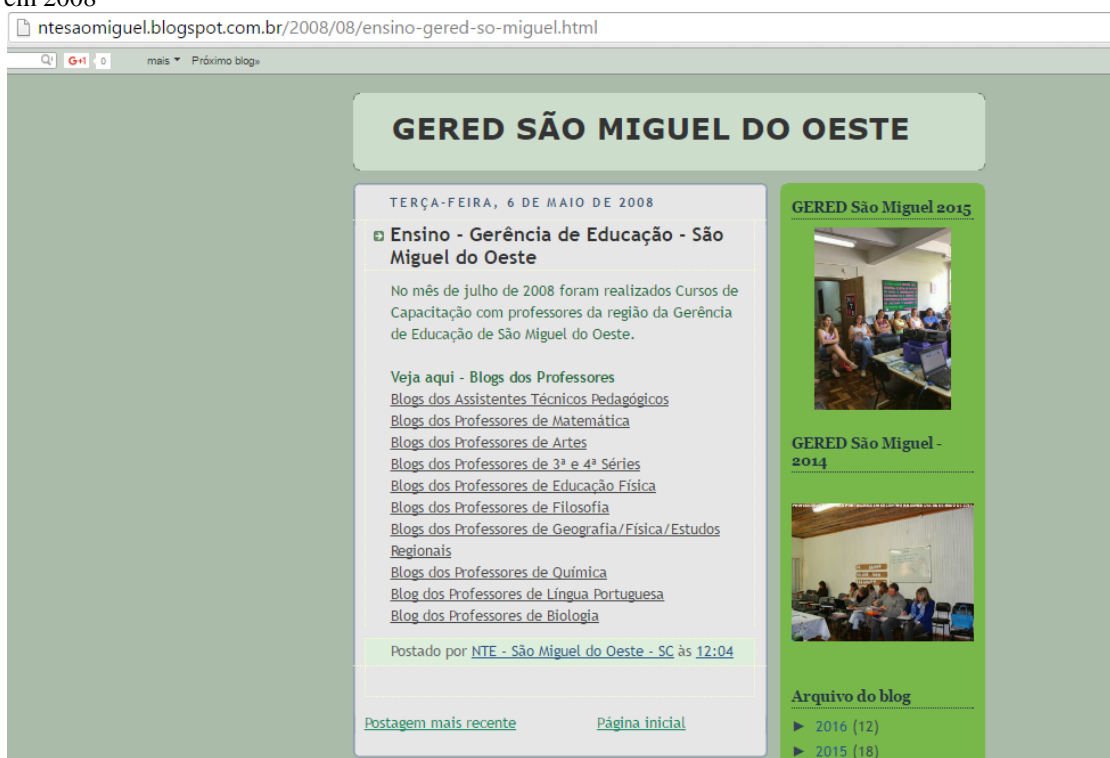 em 2008
ntesaomiguel.blogspot.com.br/2008/08/ensino-gered-so-miguel.html
G+1 0 mais Próximo blog»
GERED SÃO MIGUEL DO OESTE
TERÇA-FEIRA, 6 DE MAIO DE 2008
Ensino - Gerência de Educação - São
Miguel do Oeste
No mês de julho de 2008 foram realizados Cursos de
Capacitação com professores da região da Gerência
de Educação de São Miguel do Oeste.
Veja aqui - Blogs dos Professores
Blogs dos Assistentes Técnicos Pedagógicos
Blogs dos Professores de Matemática
Blogs dos Professores de Artes
Blogs dos Professores de 3ª e 4ª Séries
Blogs dos Professores de Educação Física
Blogs dos Professores de Filosofia
Blogs dos Professores de Geografia/Física/Estudos
Regionais
Blogs dos Professores de Química
Blog dos Professores de Língua Portuguesa
Blog dos Professores de Biologia
Postado por NTE - São Miguel do Oeste - SC às 12:04
Postagem mais recente Página inicial
GERED São Miguel 2015
GERED São Miguel -
2014
Arquivo do blog
► 2016 (12)
► 2015 (18)